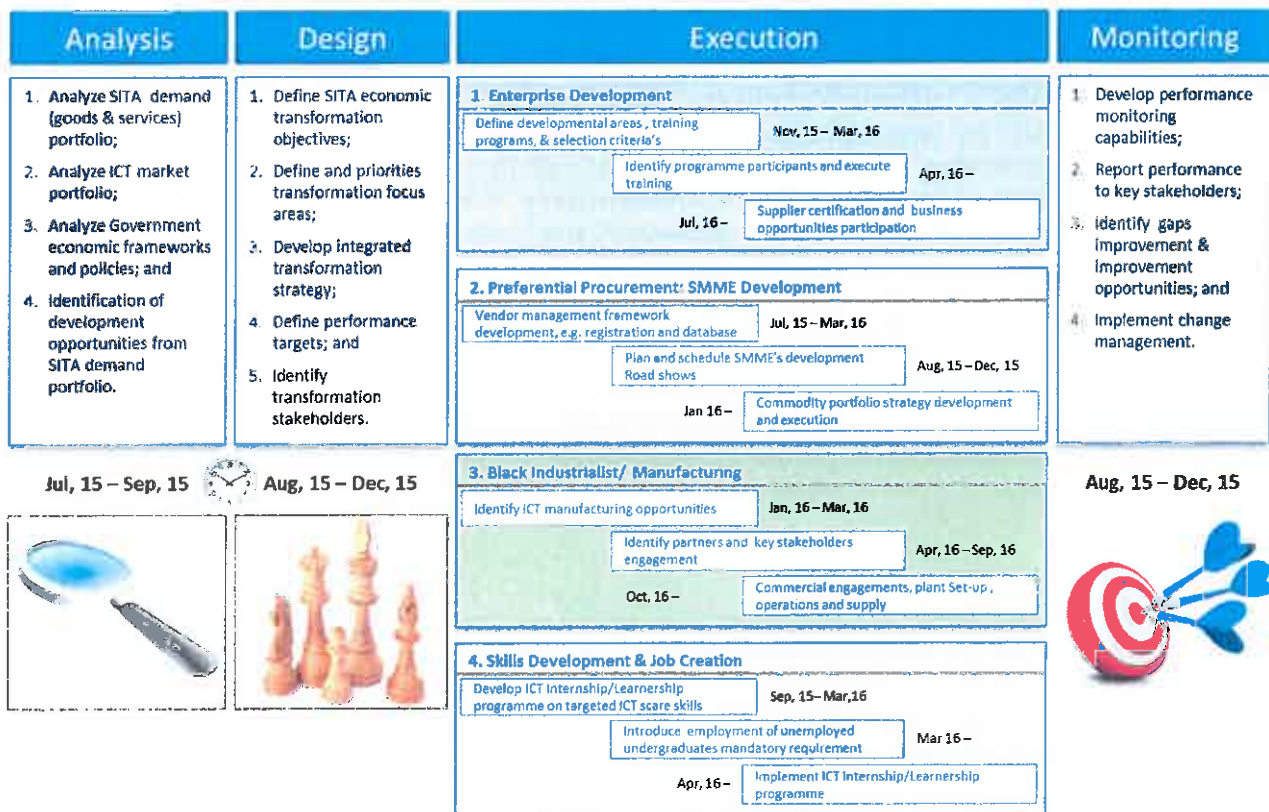 Analysis
1. Analyze SITA demand
(goods & services)
portfolio;
2. Analyze ICT market
portfolio;
3. Analyze Government
economic frameworks
and policies; and
4. Identification of
development
opportunities from
SITA demand
portfolio.
Jul, 15 – Sep, 15
Design
1. Define SITA economic
transformation
objectives;
2. Define and priorities
transformation focus
areas;
3. Develop integrated
transformation
strategy;
4. Define performance
targets; and
5. Identify
transformation
stakeholders.
Aug, 15 – Dec, 15
Execution
1. Enterprise Development
Define developmental areas , training
programs, & selection criteria's
Nov, 15 – Mar, 16
Identify programme participants and execute
training
Apr, 16 –
Jul, 16 –
Supplier certification and business
opportunities participation
2. Preferential Procurement: SMME Development
Vendor management framework
development, e.g. registration and database
Jul, 15 – Mar, 16
Plan and schedule SMME's development
Road shows
Aug, 15 – Dec, 15
Jan 16 –
Commodity portfolio strategy development
and execution
3. Black Industrialist/ Manufacturing
Identify ICT manufacturing opportunities
Jan, 16 – Mar, 16
Identify partners and key stakeholders
engagement
Apr, 16 – Sep, 16
Oct, 16 –
Commercial engagements, plant Set-up ,
operations and supply
4. Skills Development & Job Creation
Develop ICT Internship/Learnership
programme on targeted ICT scare skills
Sep, 15 – Mar, 16
Introduce employment of unemployed
undergraduates mandatory requirement
Mar 16 –
Apr, 16 –
Implement ICT Internship/Learnership
programme
Monitoring
1. Develop performance
monitoring
capabilities;
2. Report performance
to key stakeholders;
3. Identify gaps
improvement &
improvement
opportunities; and
4. Implement change
management.
Aug, 15 – Dec, 15